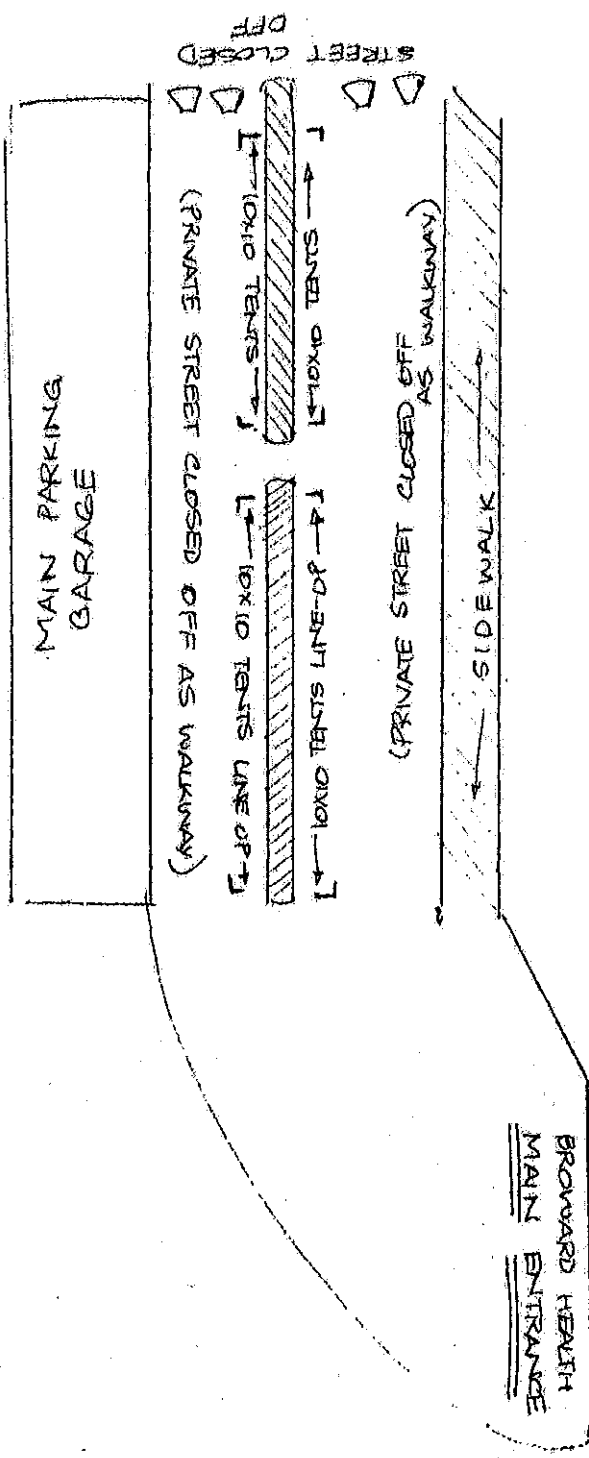 STREET CLOSED
OFF
BROWARD HEALTH
MAIN ENTRANCE
SIDEWALK
(PRIVATE STREET CLOSED OFF
AS WALKWAY)
10X10 TENTS
10X10 TENTS LINE-UP
10X10 TENTS
10X10 TENTS LINE UP
(PRIVATE STREET CLOSED OFF AS WALKWAY)
MAIN PARKING
GARAGE